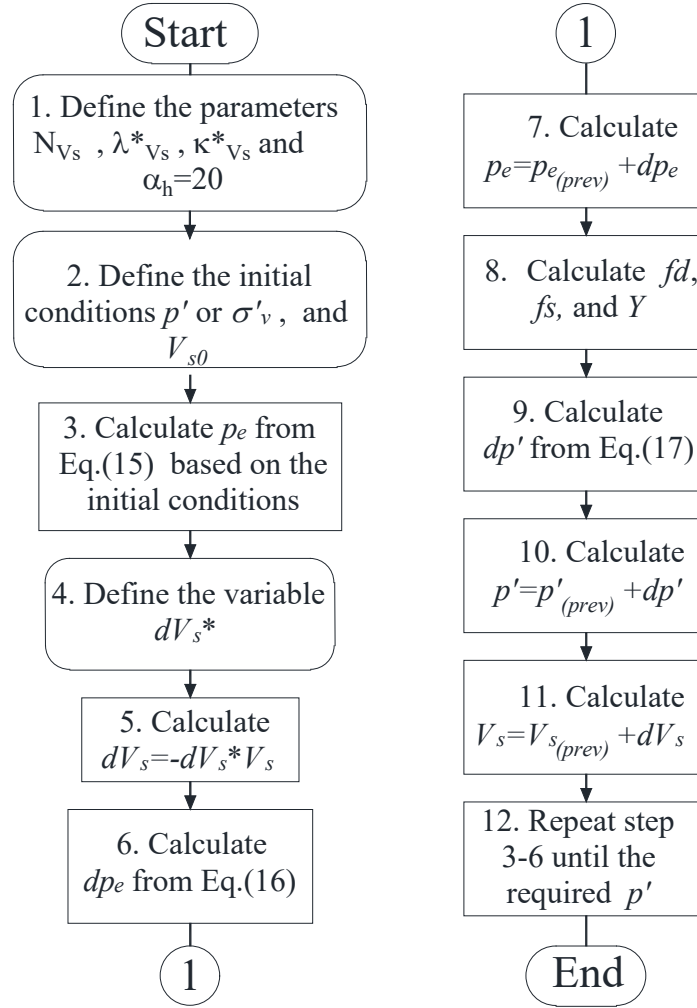 Start
1. Define the parameters
N_Vs , λ*_Vs , κ*_Vs and
α_h=20
2. Define the initial
conditions p' or σ'_v , and
V_s0
3. Calculate p_e from
Eq.(15) based on the
initial conditions
4. Define the variable
dV_s*
5. Calculate
dV_s=-dV_s*V_s
6. Calculate
dp_e from Eq.(16)
1
1
7. Calculate
p_e=p_e(prev) +dp_e
8. Calculate fd,
fs, and Y
9. Calculate
dp' from Eq.(17)
10. Calculate
p'=p'(prev) +dp'
11. Calculate
V_s=V_s(prev) +dV_s
12. Repeat step
3-6 until the
required p'
End